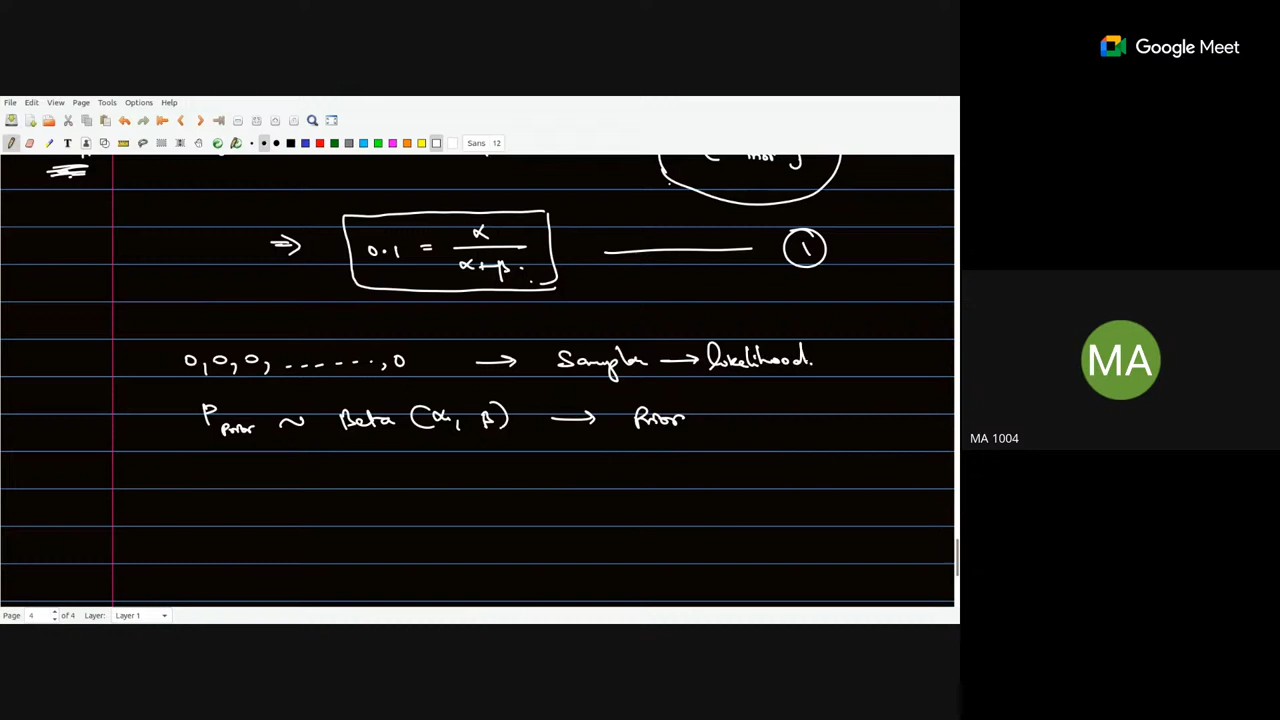 Google Meet
File Edit View Page Tools Options Help
Sans 12
⇒ 0.1 = α / (α+β) ——— ①
0, 0, 0, ------., 0 → Samples → likelihood.
P_prior ~ Beta (α, β) → Prior
MA
MA 1004
Page 4 of 4 Layer: Layer 1